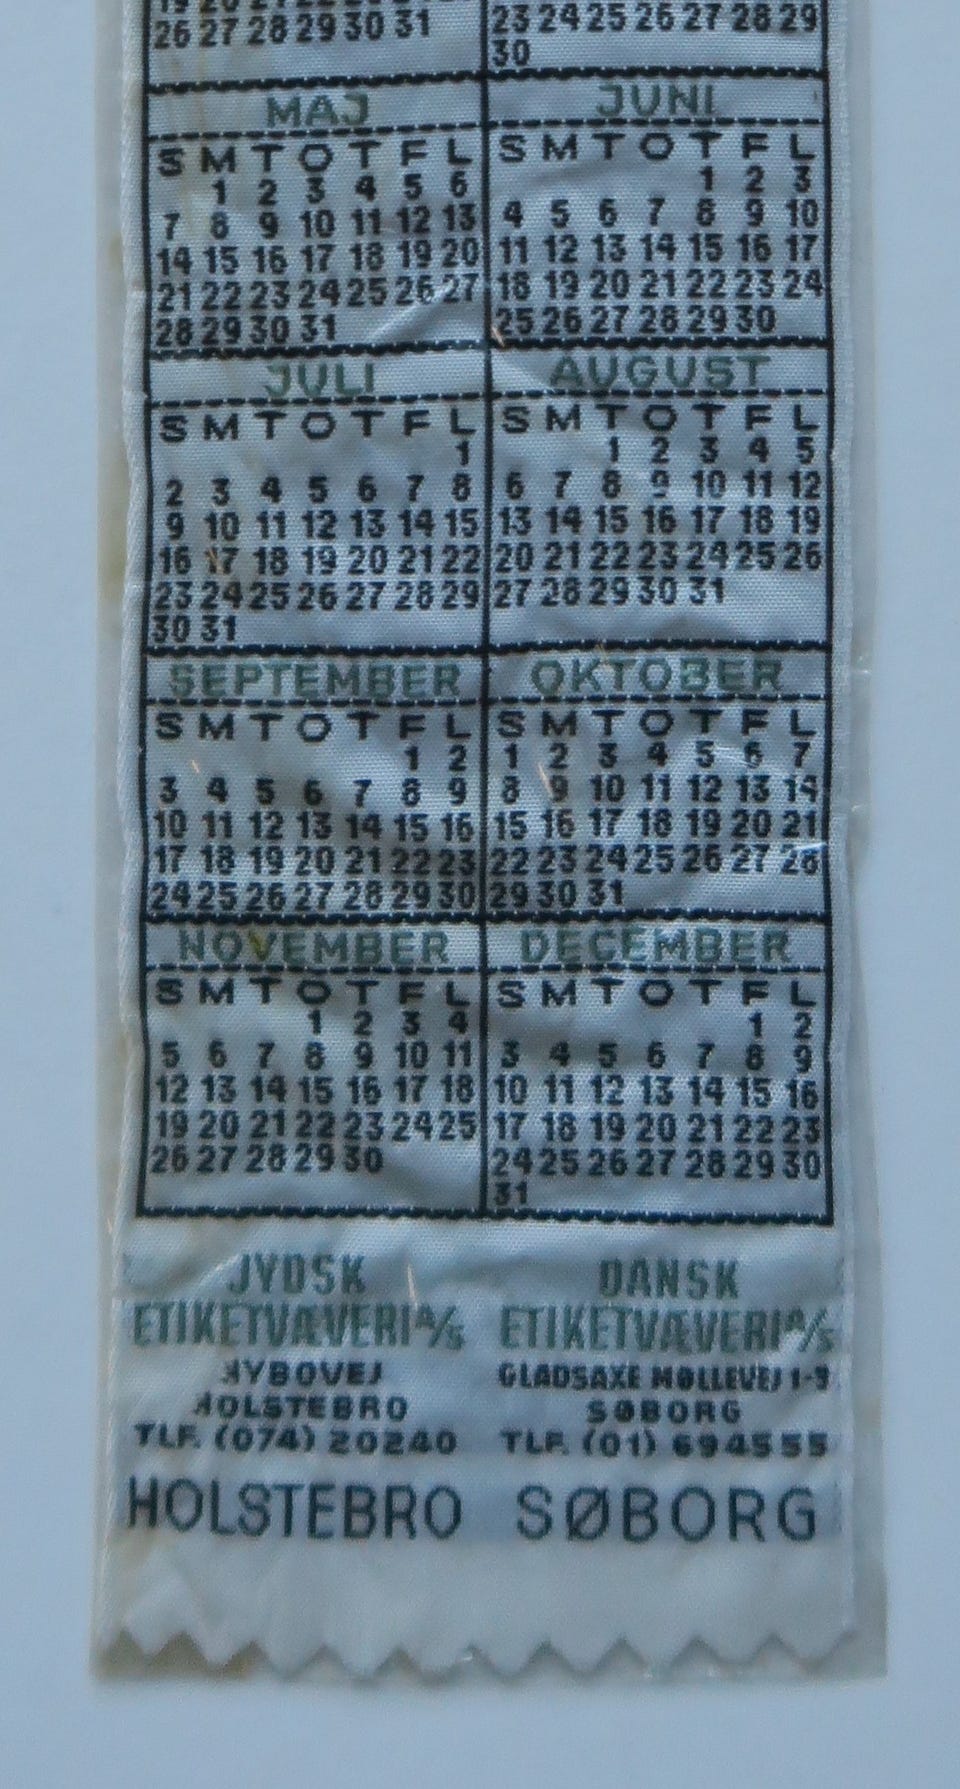 26 27 28 29 30 31
23 24 25 26 27 28 29
30
MAJ
S M T O T F L
1 2 3 4 5 6
7 8 9 10 11 12 13
14 15 16 17 18 19 20
21 22 23 24 25 26 27
28 29 30 31
JUNI
S M T O T F L
1 2 3
4 5 6 7 8 9 10
11 12 13 14 15 16 17
18 19 20 21 22 23 24
25 26 27 28 29 30
JULI
S M T O T F L
1
2 3 4 5 6 7 8
9 10 11 12 13 14 15
16 17 18 19 20 21 22
23 24 25 26 27 28 29
30 31
AUGUST
S M T O T F L
1 2 3 4 5
6 7 8 9 10 11 12
13 14 15 16 17 18 19
20 21 22 23 24 25 26
27 28 29 30 31
SEPTEMBER
S M T O T F L
1 2
3 4 5 6 7 8 9
10 11 12 13 14 15 16
17 18 19 20 21 22 23
24 25 26 27 28 29 30
OKTOBER
S M T O T F L
1 2 3 4 5 6 7
8 9 10 11 12 13 14
15 16 17 18 19 20 21
22 23 24 25 26 27 28
29 30 31
NOVEMBER
S M T O T F L
1 2 3 4
5 6 7 8 9 10 11
12 13 14 15 16 17 18
19 20 21 22 23 24 25
26 27 28 29 30
DECEMBER
S M T O T F L
1 2
3 4 5 6 7 8 9
10 11 12 13 14 15 16
17 18 19 20 21 22 23
24 25 26 27 28 29 30
31
JYDSK
ETIKETVÆVERI A/S
NYBOVEJ
HOLSTEBRO
TLF. (074) 20240
HOLSTEBRO
DANSK
ETIKETVÆVERI A/S
GLADSAXE MØLLEVEJ 1-9
SØBORG
TLF. (01) 694555
SØBORG